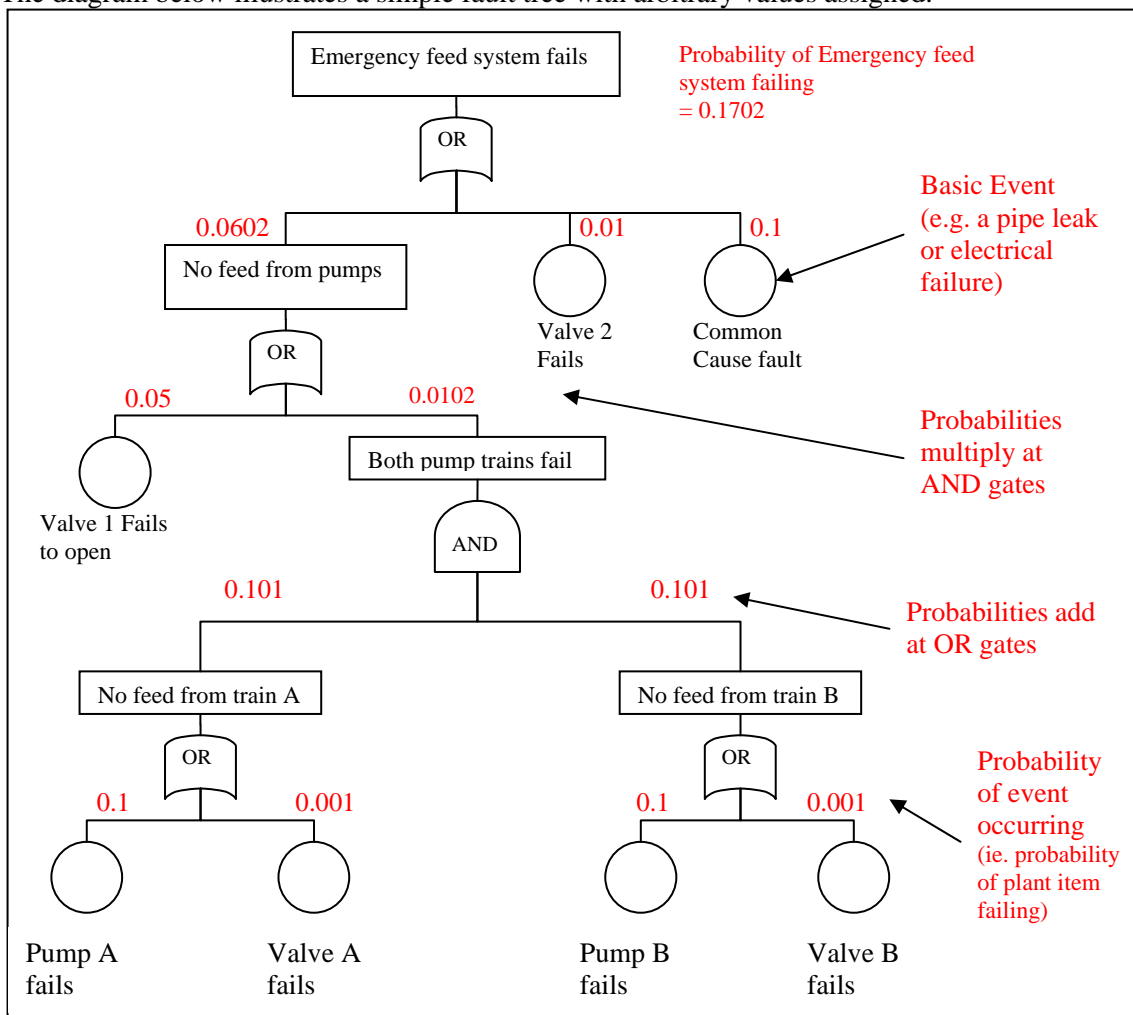 The diagram below illustrates a simple fault tree with arbitrary values assigned.
Emergency feed system fails
Probability of Emergency feed
system failing
= 0.1702
OR
Basic Event
(e.g. a pipe leak
or electrical
failure)
0.0602
0.01
0.1
No feed from pumps
Valve 2
Fails
Common
Cause fault
OR
0.05
0.0102
Probabilities
multiply at
AND gates
Both pump trains fail
Valve 1 Fails
to open
AND
0.101
0.101
Probabilities add
at OR gates
No feed from train A
No feed from train B
OR
OR
Probability
of event
occurring
(ie. probability
of plant item
failing)
0.1
0.001
0.1
0.001
Pump A
fails
Valve A
fails
Pump B
fails
Valve B
fails